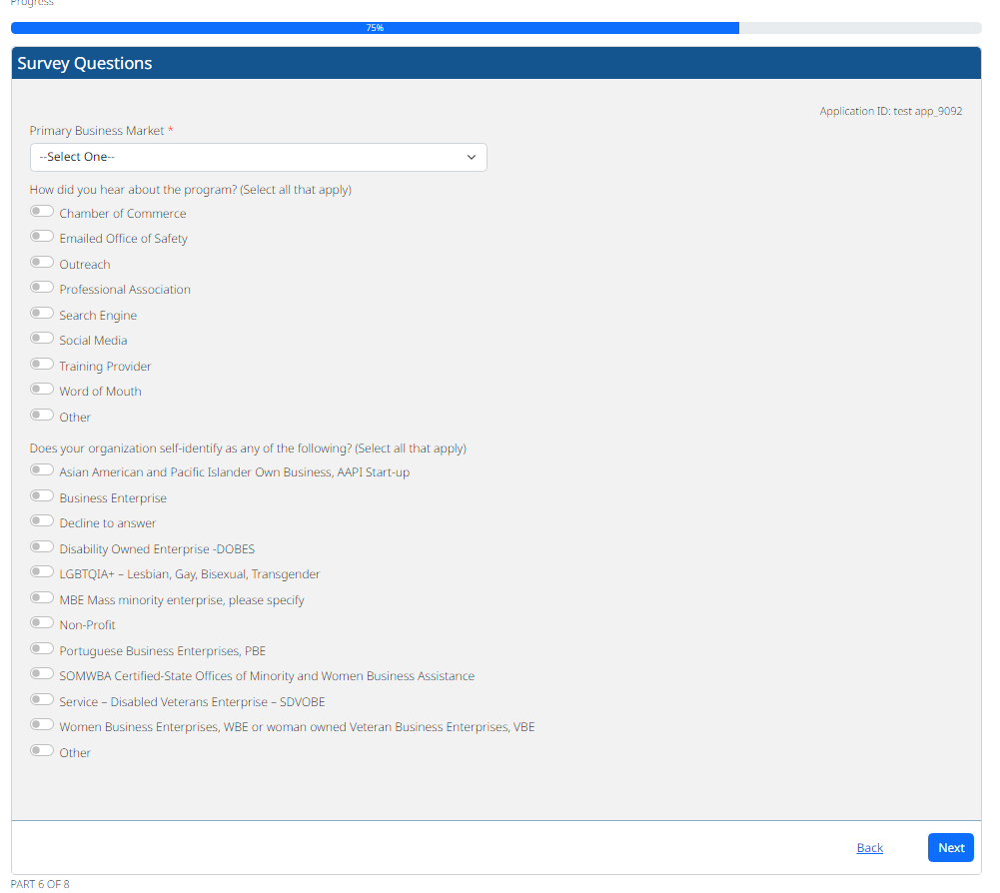 Progress
75%
Survey Questions
Application ID: test app_9092
Primary Business Market *
--Select One--
How did you hear about the program? (Select all that apply)
Chamber of Commerce
Emailed Office of Safety
Outreach
Professional Association
Search Engine
Social Media
Training Provider
Word of Mouth
Other
Does your organization self-identify as any of the following? (Select all that apply)
Asian American and Pacific Islander Own Business, AAPI Start-up
Business Enterprise
Decline to answer
Disability Owned Enterprise -DOBES
LGBTQIA+ – Lesbian, Gay, Bisexual, Transgender
MBE Mass minority enterprise, please specify
Non-Profit
Portuguese Business Enterprises, PBE
SOMWBA Certified-State Offices of Minority and Women Business Assistance
Service – Disabled Veterans Enterprise – SDVOBE
Women Business Enterprises, WBE or woman owned Veteran Business Enterprises, VBE
Other
Back
Next
PART 6 OF 8